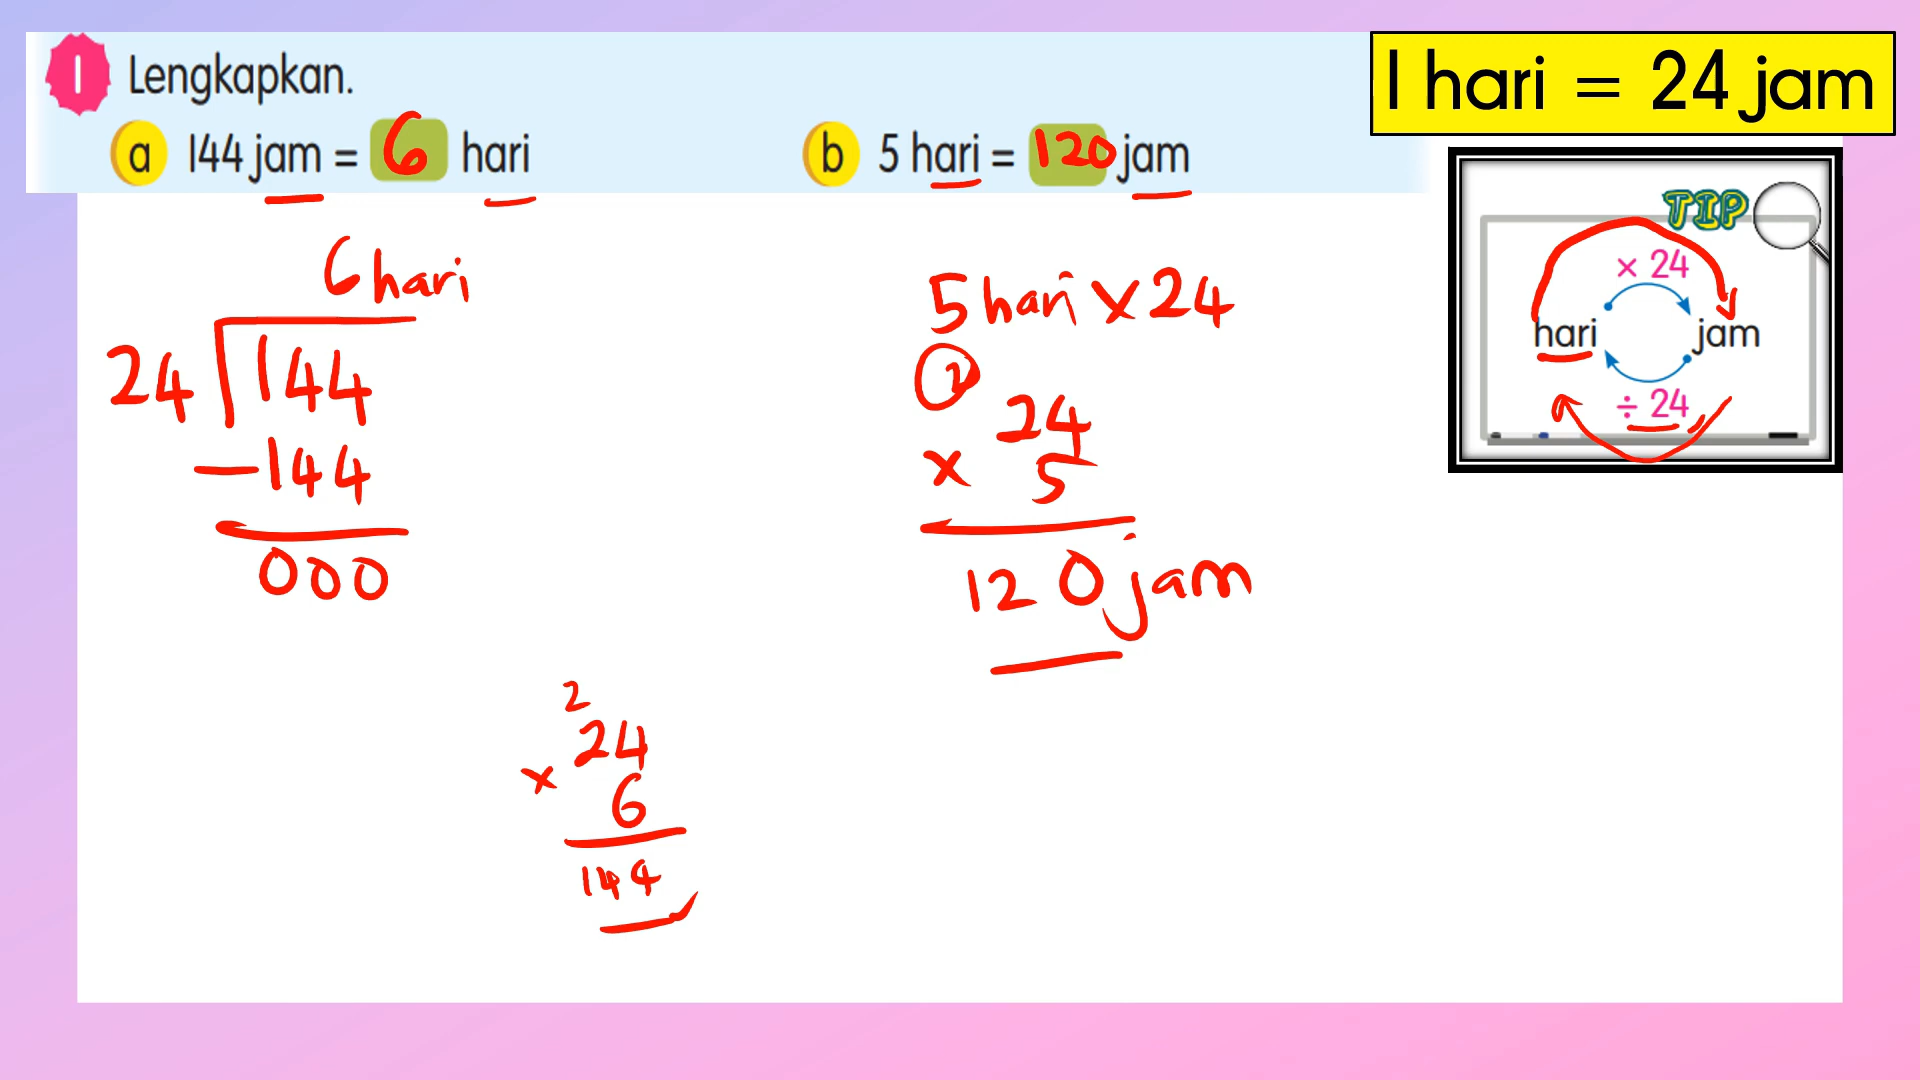 1 Lengkapkan.
a 144 jam = 6 hari
b 5 hari = 120 jam
1 hari = 24 jam
TIP
× 24
hari jam
÷ 24
6 hari
24 144
- 144
000
5 hari × 24
2
24
× 5
120 jam
2
24
× 6
144